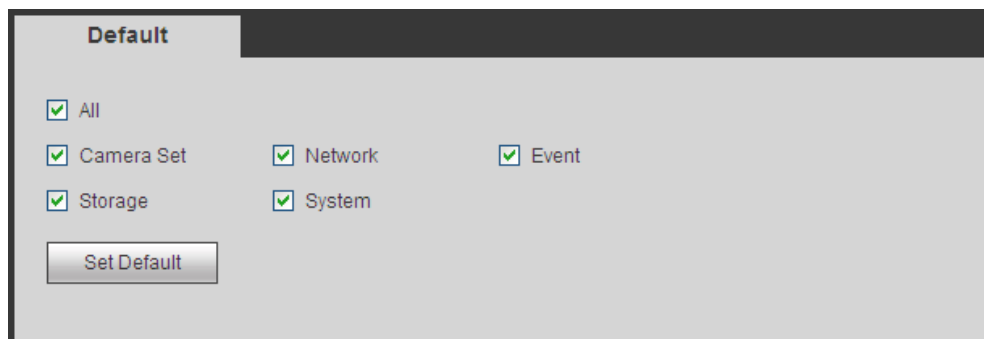 Default
All
Camera Set Network Event
Storage System
Set Default